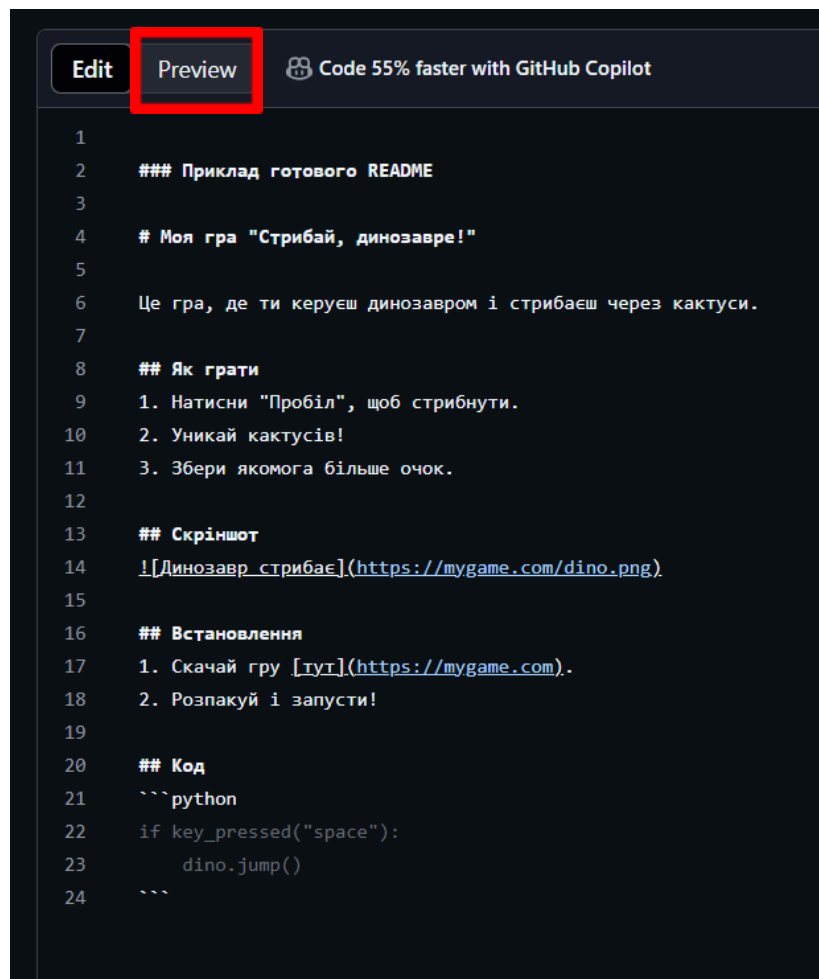 Edit Preview Code 55% faster with GitHub Copilot
1
2 ### Приклад готового README
3
4 # Моя гра "Стрибай, динозавре!"
5
6 Це гра, де ти керуєш динозавром і стрибаєш через кактуси.
7
8 ## Як грати
9 1. Натисни "Пробіл", щоб стрибнути.
10 2. Уникай кактусів!
11 3. Збери якомога більше очок.
12
13 ## Скріншот
14 ![Динозавр стрибає](https://mygame.com/dino.png)
15
16 ## Встановлення
17 1. Скачай гру [тут](https://mygame.com).
18 2. Розпакуй і запусти!
19
20 ## Код
21 ```python
22 if key_pressed("space"):
23     dino.jump()
24 ```